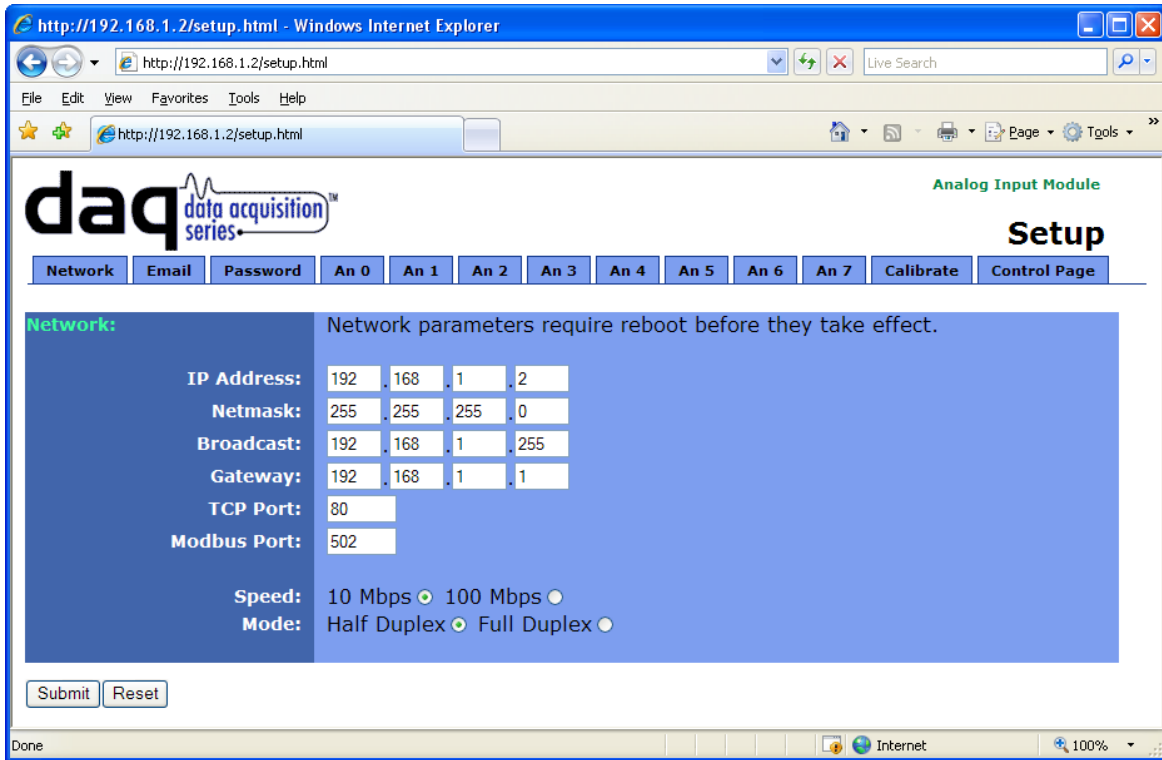 http://192.168.1.2/setup.html - Windows Internet Explorer
http://192.168.1.2/setup.html
Live Search
File Edit View Favorites Tools Help
http://192.168.1.2/setup.html
Page Tools »
daq data acquisition series ™
Analog Input Module
Setup
Network Email Password An 0 An 1 An 2 An 3 An 4 An 5 An 6 An 7 Calibrate Control Page
Network: Network parameters require reboot before they take effect.
IP Address: 192 . 168 . 1 . 2
Netmask: 255 . 255 . 255 . 0
Broadcast: 192 . 168 . 1 . 255
Gateway: 192 . 168 . 1 . 1
TCP Port: 80
Modbus Port: 502
Speed: 10 Mbps 100 Mbps
Mode: Half Duplex Full Duplex
Submit Reset
Done Internet 100%